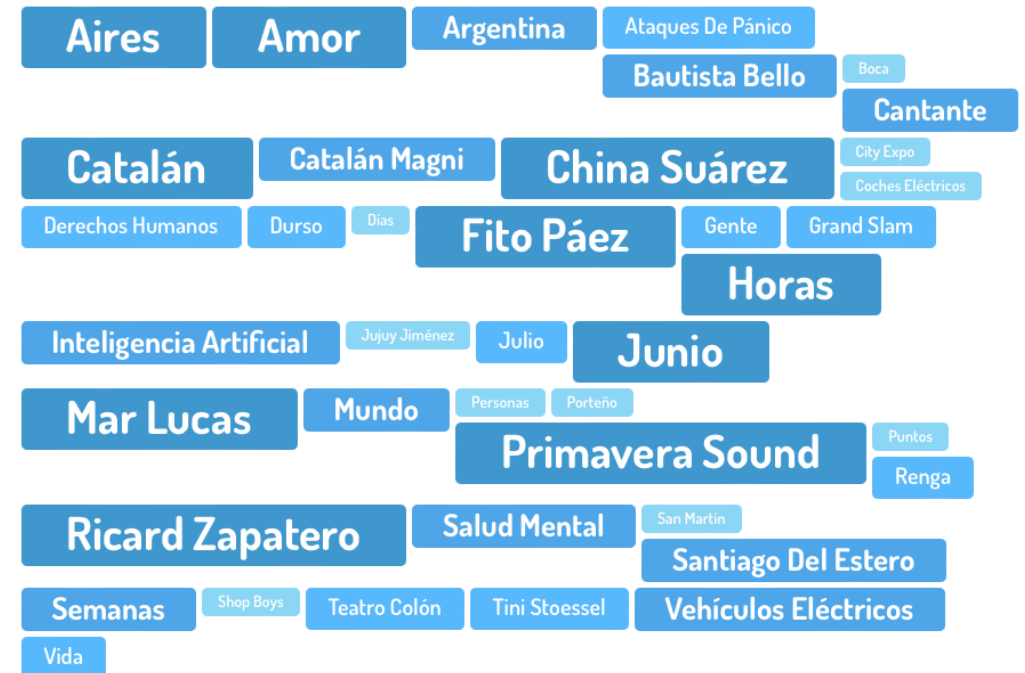 Aires Amor Argentina Ataques De Pánico
Bautista Bello Boca
Cantante
Catalán Catalán Magni China Suárez City Expo
Coches Eléctricos
Derechos Humanos Durso Días Fito Páez Gente Grand Slam
Horas
Inteligencia Artificial Jujuy Jiménez Julio Junio
Mar Lucas Mundo Personas Porteño
Primavera Sound Puntos
Renga
Ricard Zapatero Salud Mental San Martín
Santiago Del Estero
Semanas Shop Boys Teatro Colón Tini Stoessel Vehículos Eléctricos
Vida